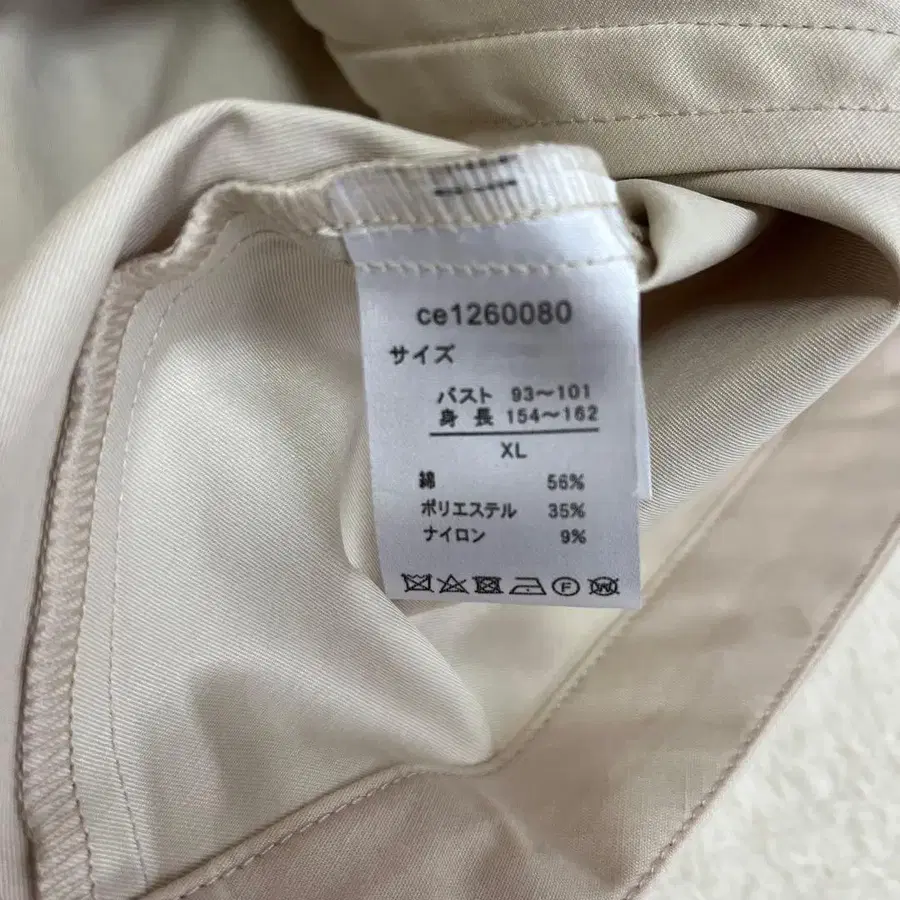 ce1260080
サイズ
バスト 93〜101
身長 154〜162
XL
綿 56%
ポリエステル 35%
ナイロン 9%
F W